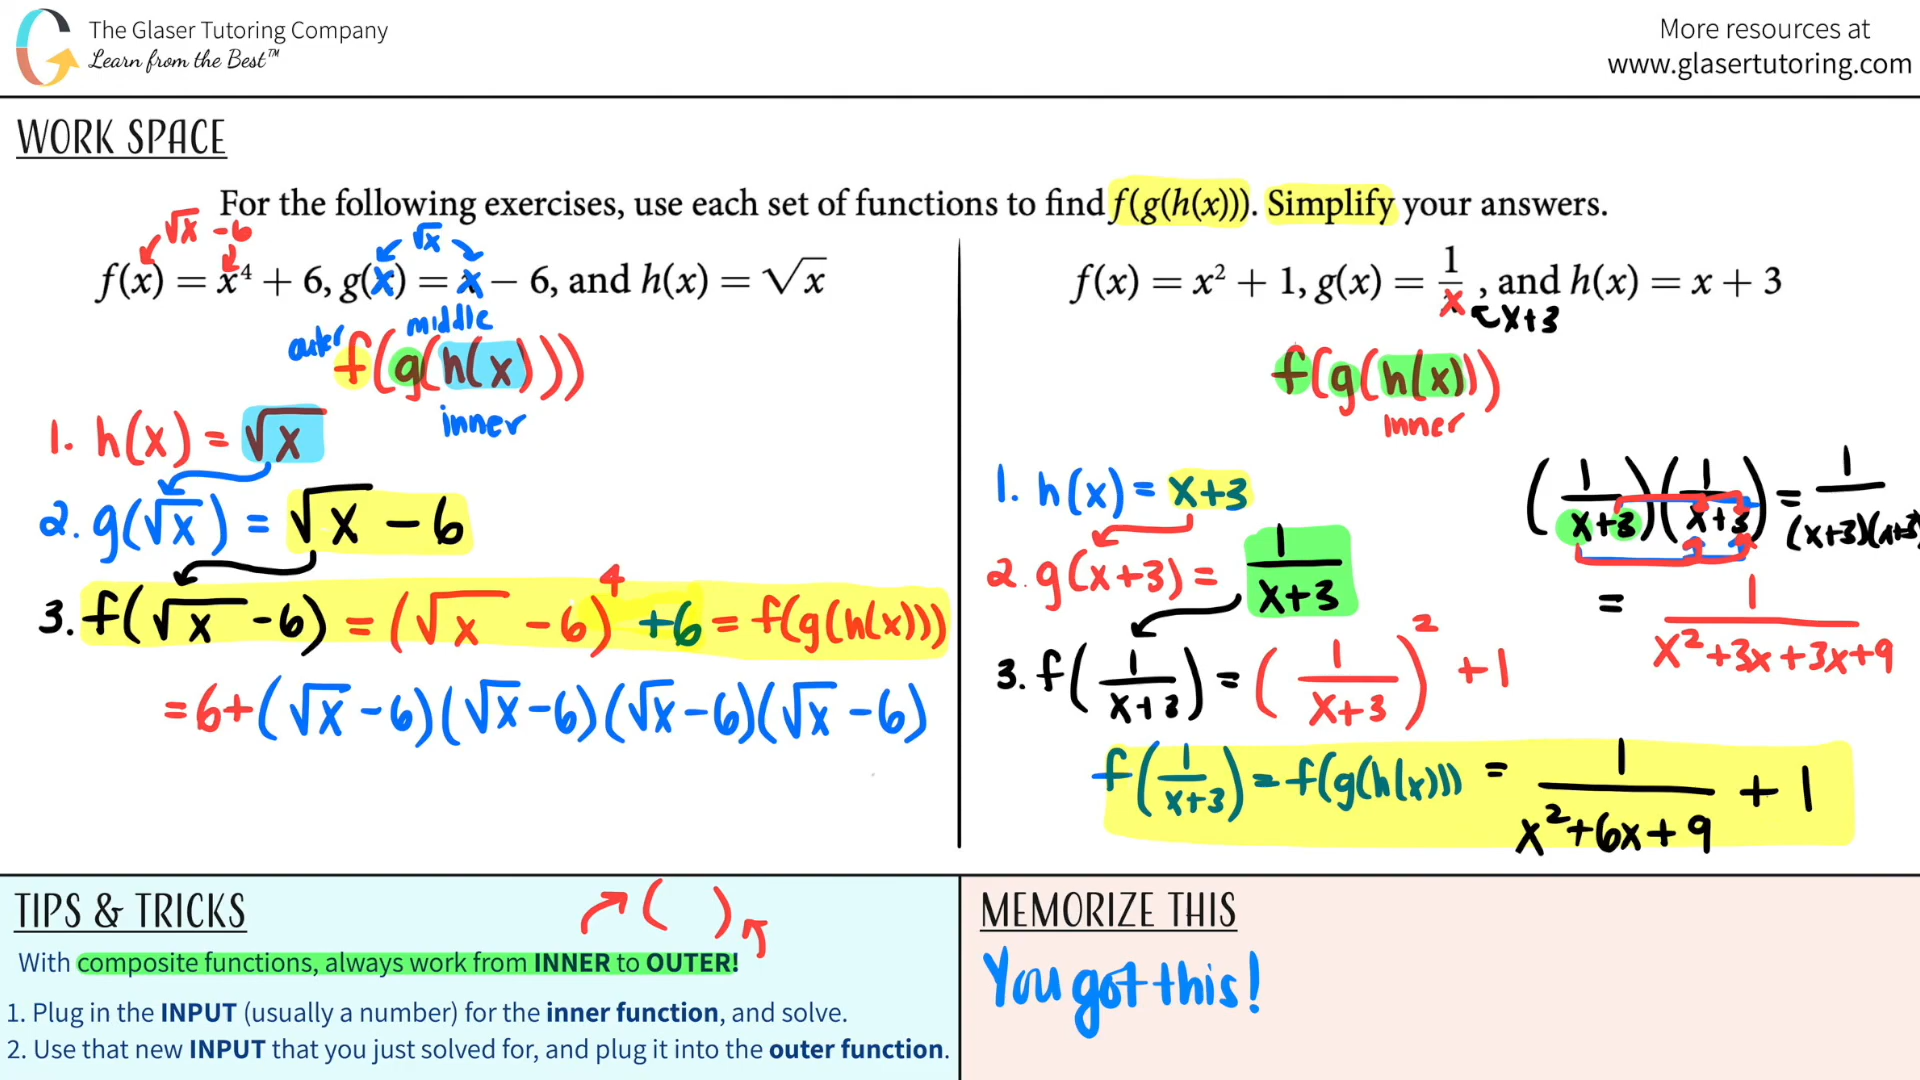 The Glaser Tutoring Company
Learn from the Best™
More resources at
www.glasertutoring.com
WORK SPACE
For the following exercises, use each set of functions to find f(g(h(x))). Simplify your answers.
√x - 6
√x
f(x) = x⁴ + 6, g(x) = x − 6, and h(x) = √x
outer
middle
f(g(h(x)))
inner
1. h(x) = √x
2. g(√x) = √x - 6
3. f(√x - 6) = (√x - 6)⁴ + 6 = f(g(h(x)))
= 6+(√x - 6)(√x - 6)(√x - 6)(√x - 6)
f(x) = x² + 1, g(x) = 1/x, and h(x) = x + 3
x+3
f(g(h(x)))
inner
1. h(x) = x+3
2. g(x+3) = 1/(x+3)
3. f(1/(x+3)) = (1/(x+3))² + 1
(1/(x+3))(1/(x+3)) = 1/((x+3)(x+3)
= 1/(x²+3x+3x+9)
f(1/(x+3)) = f(g(h(x))) = 1/(x²+6x+9) + 1
TIPS & TRICKS
( )
With composite functions, always work from INNER to OUTER!
1. Plug in the INPUT (usually a number) for the inner function, and solve.
2. Use that new INPUT that you just solved for, and plug it into the outer function.
MEMORIZE THIS
You got this!